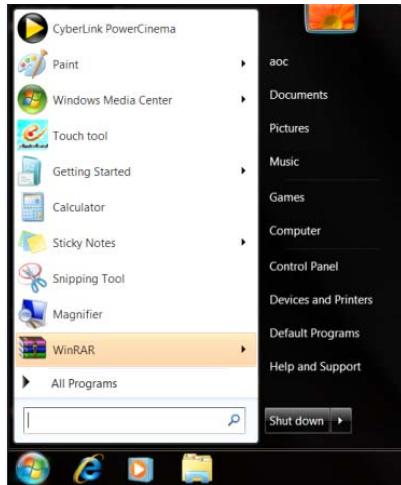 CyberLink PowerCinema
Paint
Windows Media Center
Touch tool
Getting Started
Calculator
Sticky Notes
Snipping Tool
Magnifier
WinRAR
All Programs
aoc
Documents
Pictures
Music
Games
Computer
Control Panel
Devices and Printers
Default Programs
Help and Support
Shut down